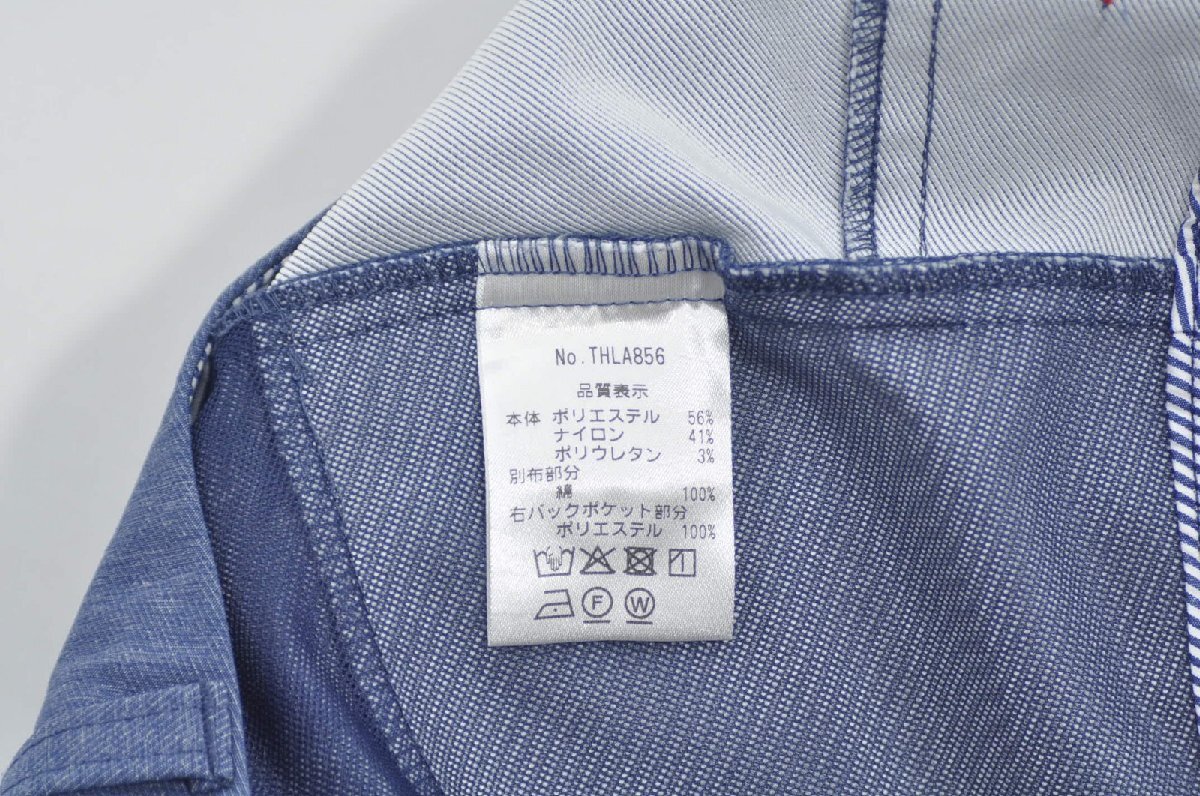 No.THLA856
品質表示
本体 ポリエステル 56%
ナイロン 41%
ポリウレタン 3%
別布部分
綿 100%
右バックポケット部分
ポリエステル 100%
F W